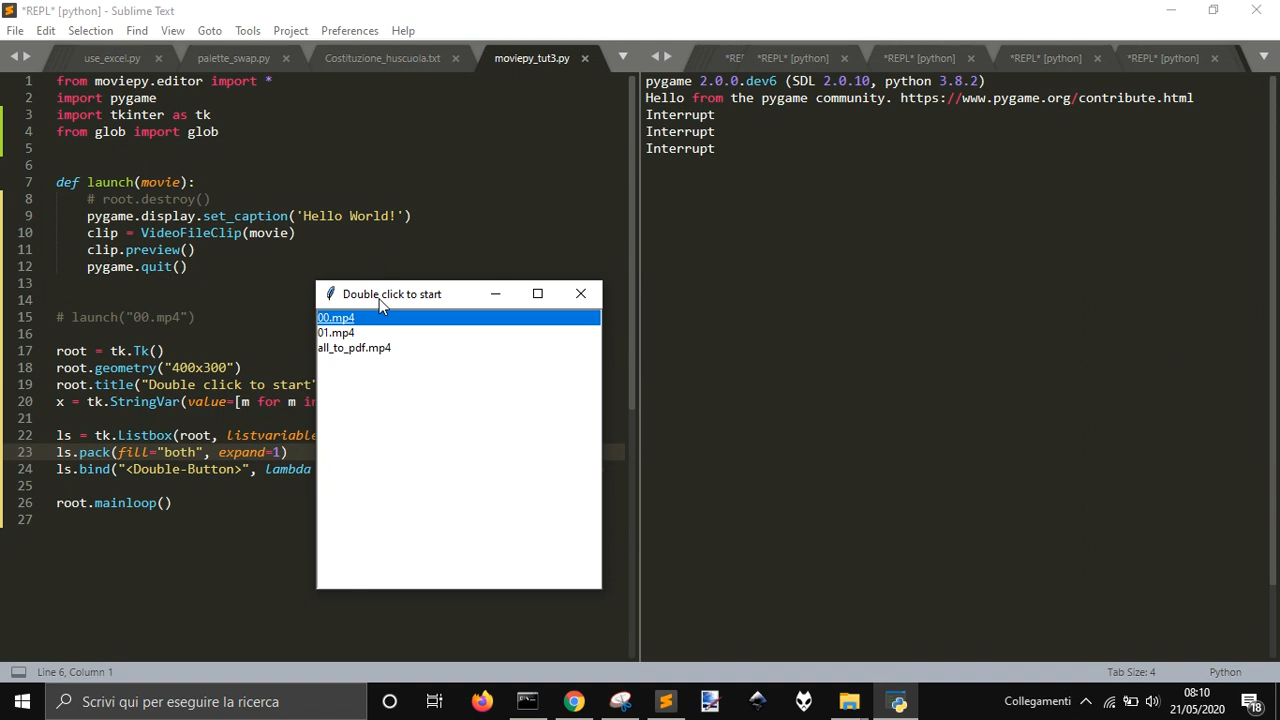 *REPL* [python] - Sublime Text
File Edit Selection Find View Goto Tools Project Preferences Help
use_excel.py palette_swap.py Costituzione_huscuola.txt moviepy_tut3.py
*REPL* [python] *REPL* [python] *REPL* [python] *REPL* [python]
1 from moviepy.editor import *
2 import pygame
3 import tkinter as tk
4 from glob import glob
5
6
7 def launch(movie):
8 # root.destroy()
9 pygame.display.set_caption('Hello World!')
10 clip = VideoFileClip(movie)
11 clip.preview()
12 pygame.quit()
13
14
15 # launch("00.mp4")
16
17 root = tk.Tk()
18 root.geometry("400x300")
19 root.title("Double click to start"
20 x = tk.StringVar(value=[m for m in
21
22 ls = tk.Listbox(root, listvariable
23 ls.pack(fill="both", expand=1)
24 ls.bind("<Double-Button>", lambda
25
26 root.mainloop()
27
Double click to start
00.mp4
01.mp4
all_to_pdf.mp4
pygame 2.0.0.dev6 (SDL 2.0.10, python 3.8.2)
Hello from the pygame community. https://www.pygame.org/contribute.html
Interrupt
Interrupt
Interrupt
Line 6, Column 1 Tab Size: 4 Python
Scrivi qui per eseguire la ricerca
Collegamenti
08:10
21/05/2020
18